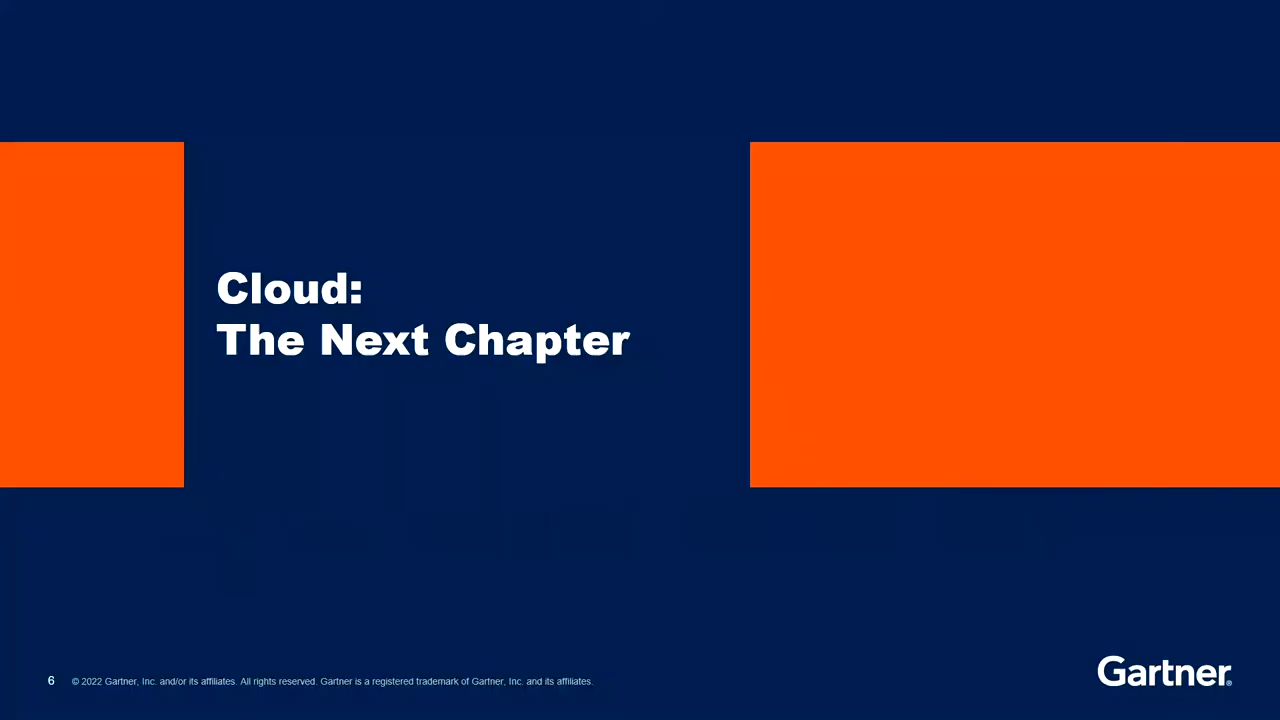 Cloud:
The Next Chapter
6 © 2022 Gartner, Inc. and/or its affiliates. All rights reserved. Gartner is a registered trademark of Gartner, Inc. and its affiliates.
Gartner®